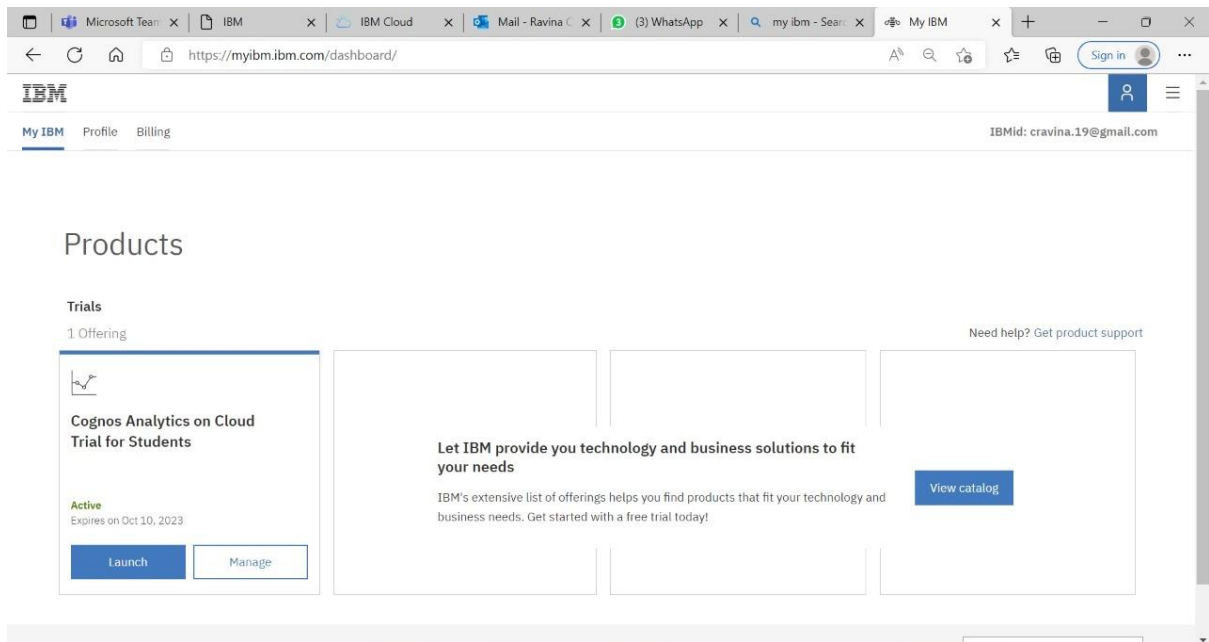 Microsoft Team
IBM
IBM Cloud
Mail - Ravina C
(3) WhatsApp
my ibm - Searc
My IBM
https://myibm.ibm.com/dashboard/
Sign in
IBM
My IBM Profile Billing
IBMid: cravina.19@gmail.com
Products
Trials
1 Offering
Need help? Get product support
Cognos Analytics on Cloud
Trial for Students
Active
Expires on Oct 10, 2023
Launch
Manage
Let IBM provide you technology and business solutions to fit
your needs
IBM's extensive list of offerings helps you find products that fit your technology and
business needs. Get started with a free trial today!
View catalog